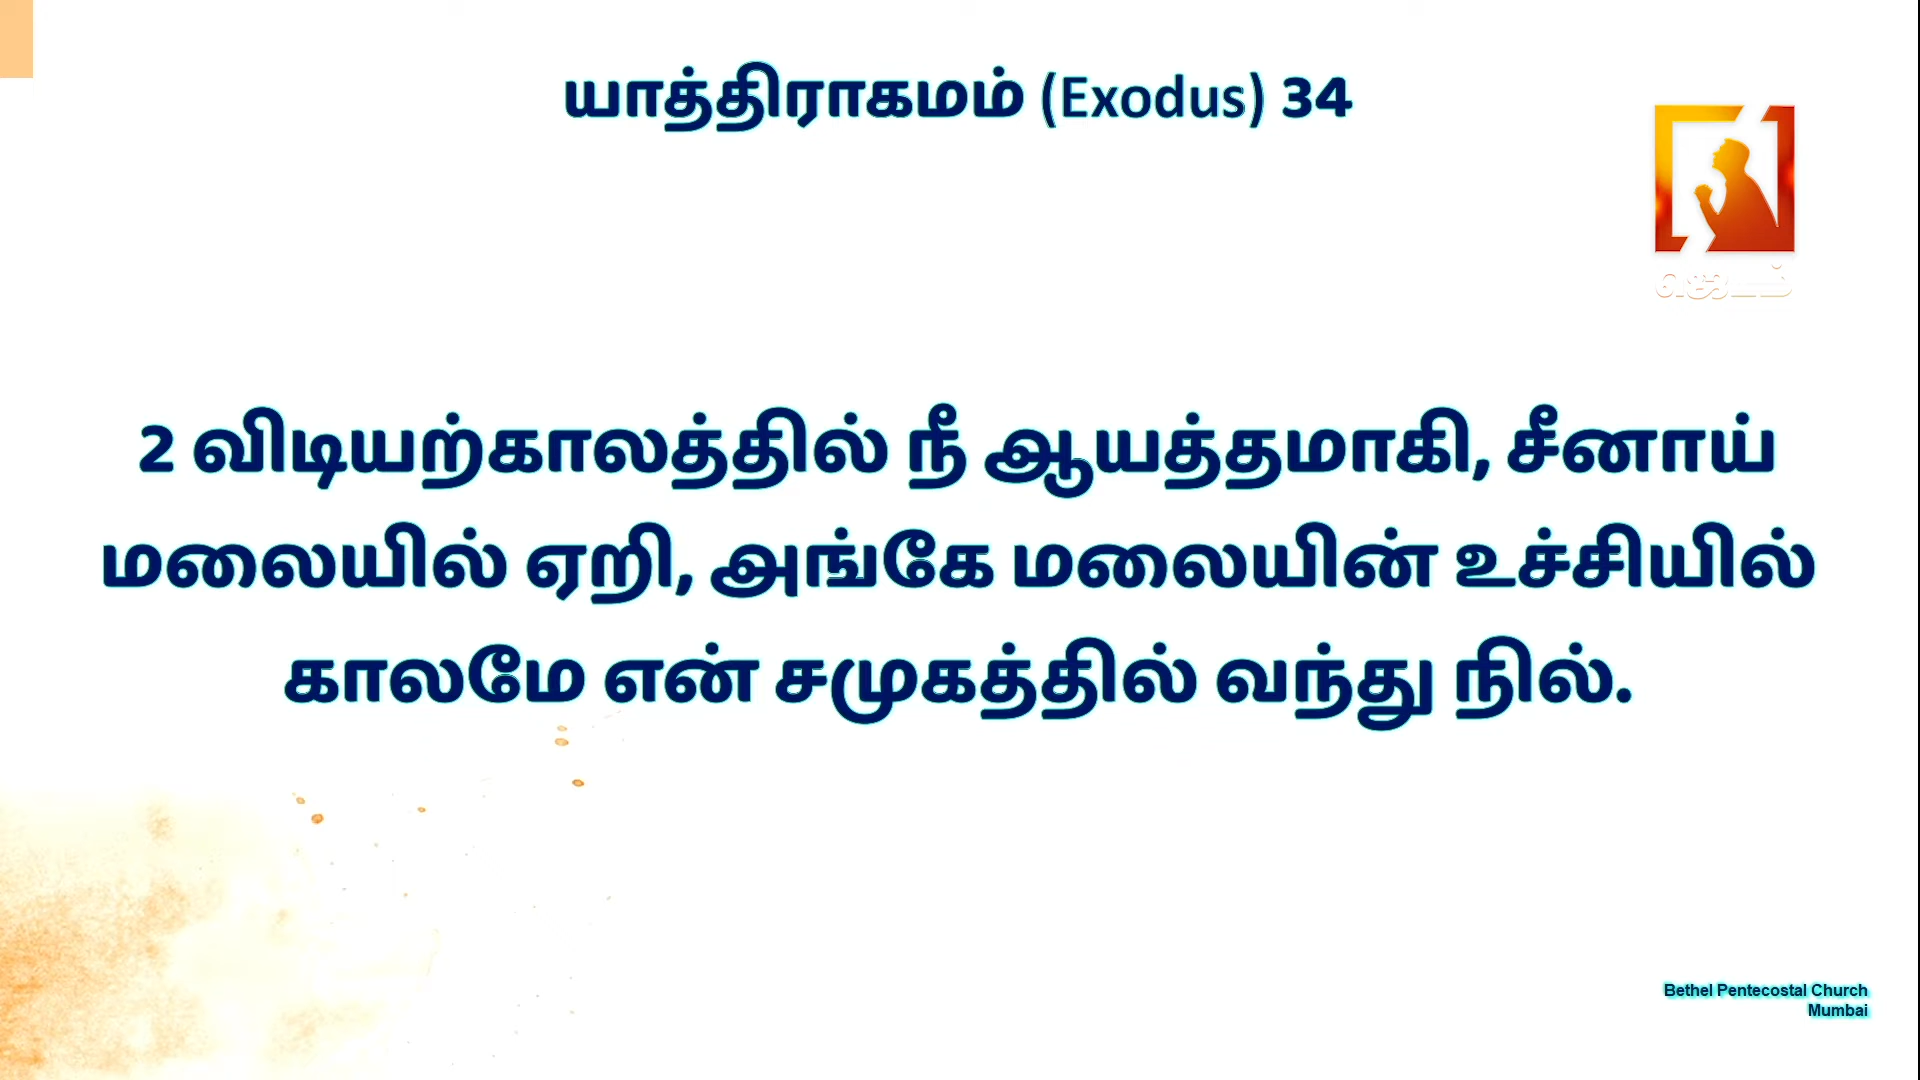 யாத்திராகமம் (Exodus) 34
ஜெபம்
2 விடியற்காலத்தில் நீ ஆயத்தமாகி, சீனாய்
மலையில் ஏறி, அங்கே மலையின் உச்சியில்
காலமே என் சமுகத்தில் வந்து நில்.
Bethel Pentecostal Church
Mumbai